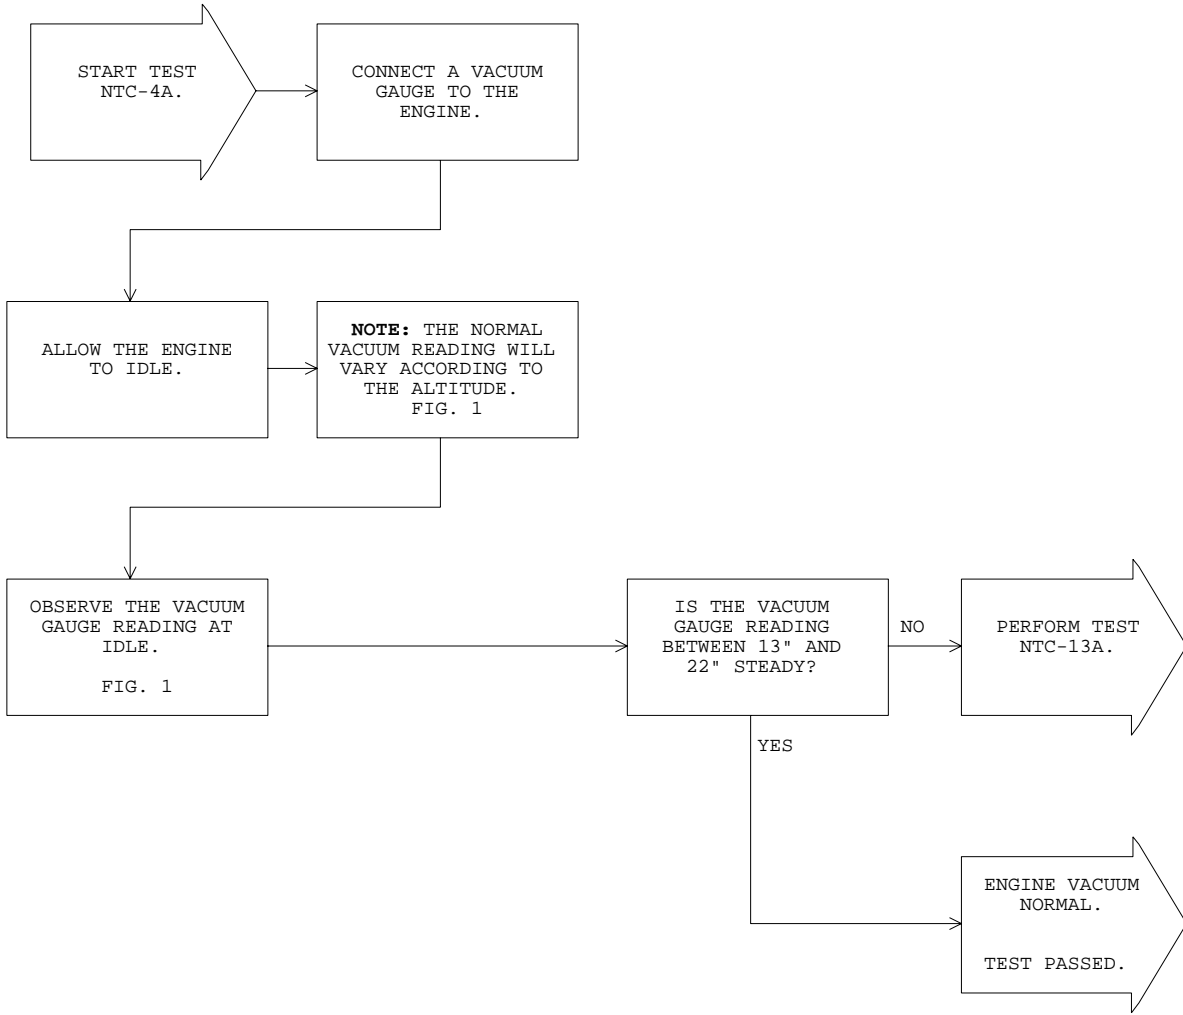 START TEST
NTC-4A.
CONNECT A VACUUM
GAUGE TO THE
ENGINE.
ALLOW THE ENGINE
TO IDLE.
NOTE: THE NORMAL
VACUUM READING WILL
VARY ACCORDING TO
THE ALTITUDE.
FIG. 1
OBSERVE THE VACUUM
GAUGE READING AT
IDLE.
FIG. 1
IS THE VACUUM
GAUGE READING
BETWEEN 13" AND
22" STEADY?
NO
PERFORM TEST
NTC-13A.
YES
ENGINE VACUUM
NORMAL.
TEST PASSED.